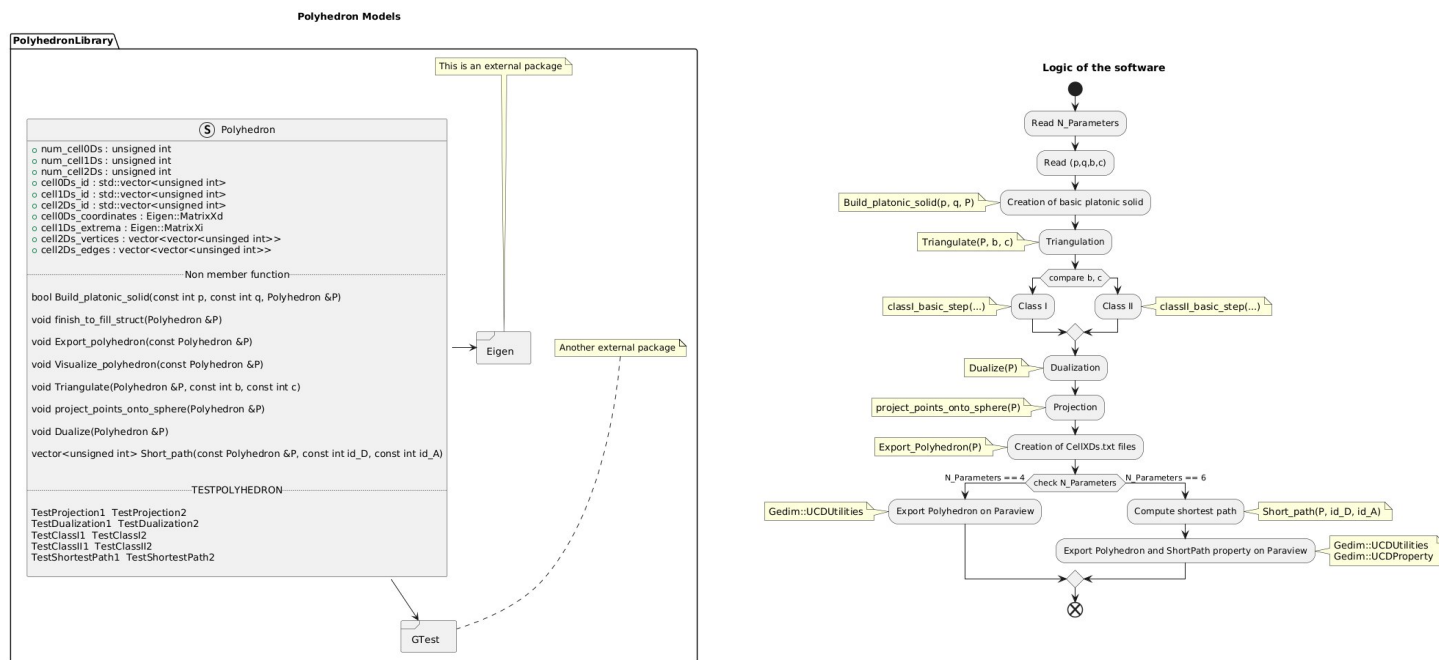 Polyhedron Models
PolyhedronLibrary
This is an external package
S Polyhedron
num_cell0Ds : unsigned int
num_cell1Ds : unsigned int
num_cell2Ds : unsigned int
cell0Ds_id : std::vector<unsigned int>
cell1Ds_id : std::vector<unsigned int>
cell2Ds_id : std::vector<unsigned int>
cell0Ds_coordinates : Eigen::MatrixXd
cell1Ds_extrema : Eigen::MatrixXi
cell2Ds_vertices : vector<vector<unsinged int>>
cell2Ds_edges : vector<vector<unsinged int>>
Non member function
bool Build_platonic_solid(const int p, const int q, Polyhedron &P)
void finish_to_fill_struct(Polyhedron &P)
void Export_polyhedron(const Polyhedron &P)
void Visualize_polyhedron(const Polyhedron &P)
void Triangulate(Polyhedron &P, const int b, const int c)
void project_points_onto_sphere(Polyhedron &P)
void Dualize(Polyhedron &P)
vector<unsigned int> Short_path(const Polyhedron &P, const int id_D, const int id_A)
TESTPOLYHEDRON
TestProjection1 TestProjection2
TestDualization1 TestDualization2
TestClassI1 TestClassI2
TestClassII1 TestClassII2
TestShortestPath1 TestShortestPath2
Eigen
Another external package
GTest
Logic of the software
Read N_Parameters
Read (p,q,b,c)
Build_platonic_solid(p, q, P)
Creation of basic platonic solid
Triangulate(P, b, c)
Triangulation
compare b, c
classI_basic_step(...)
Class I
Class II
classII_basic_step(...)
Dualize(P)
Dualization
project_points_onto_sphere(P)
Projection
Export_Polyhedron(P)
Creation of CellXDs.txt files
N_Parameters == 4
check N_Parameters
N_Parameters == 6
Gedim::UCDUtilities
Export Polyhedron on Paraview
Compute shortest path
Short_path(P, id_D, id_A)
Export Polyhedron and ShortPath property on Paraview
Gedim::UCDUtilities
Gedim::UCDProperty